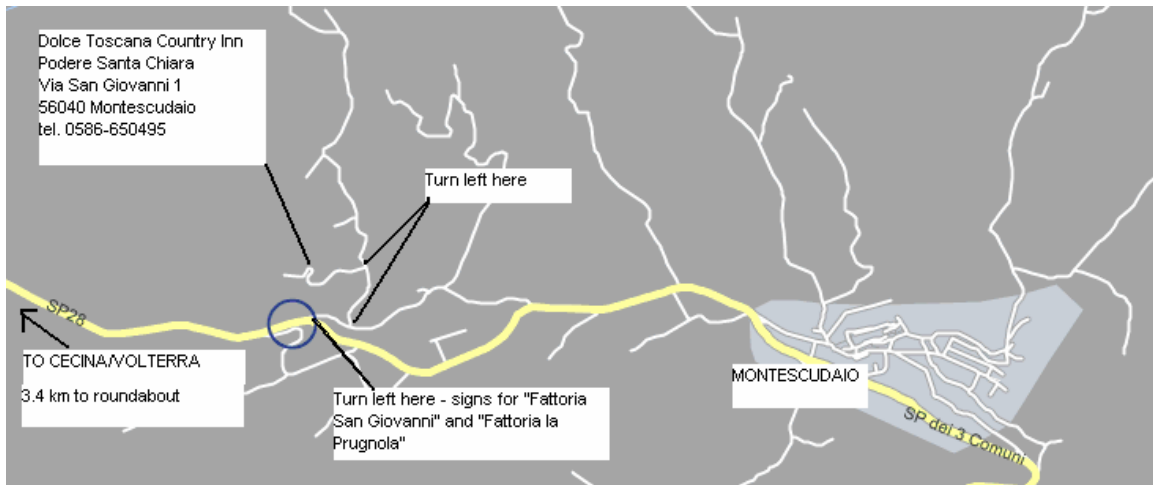 Dolce Toscana Country Inn
Podere Santa Chiara
Via San Giovanni 1
56040 Montescudaio
tel. 0586-650495
Turn left here
SP28
TO CECINA/VOLTERRA
3.4 km to roundabout
Turn left here - signs for "Fattoria
San Giovanni" and "Fattoria la
Prugnola"
MONTESCUDAIO
SP dei 3 Comuni